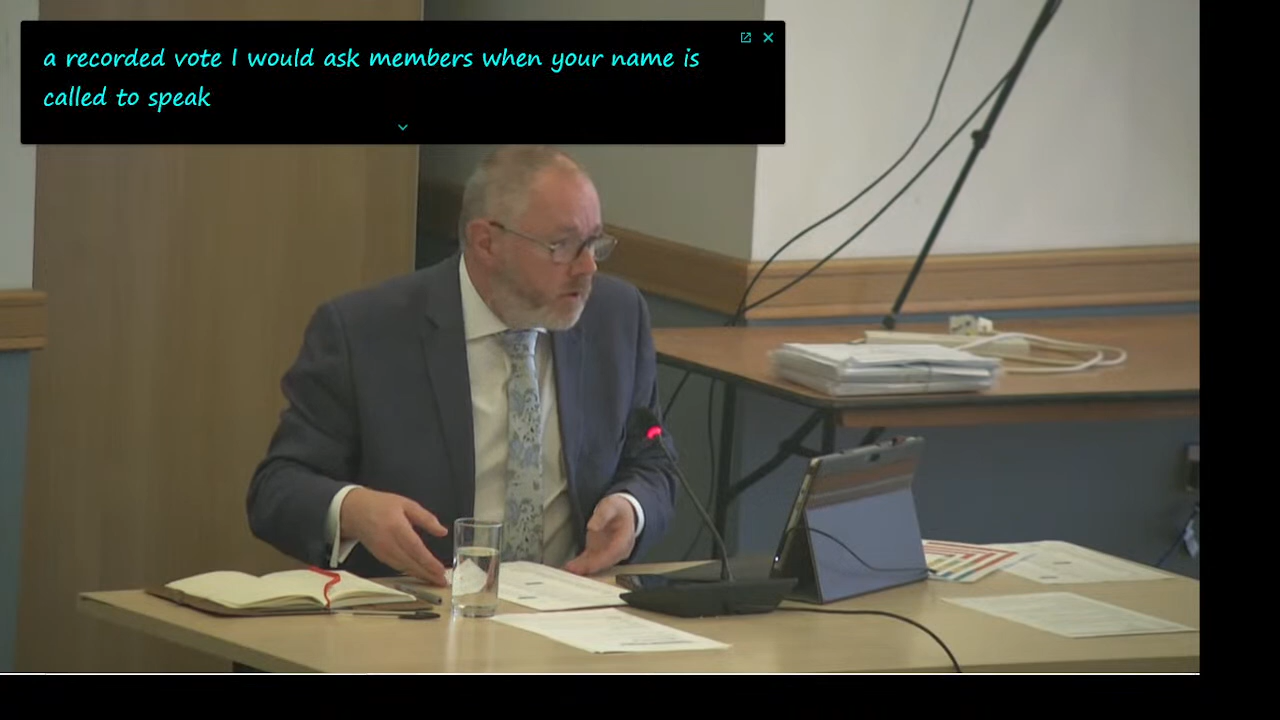 a recorded vote I would ask members when your name is
called to speak